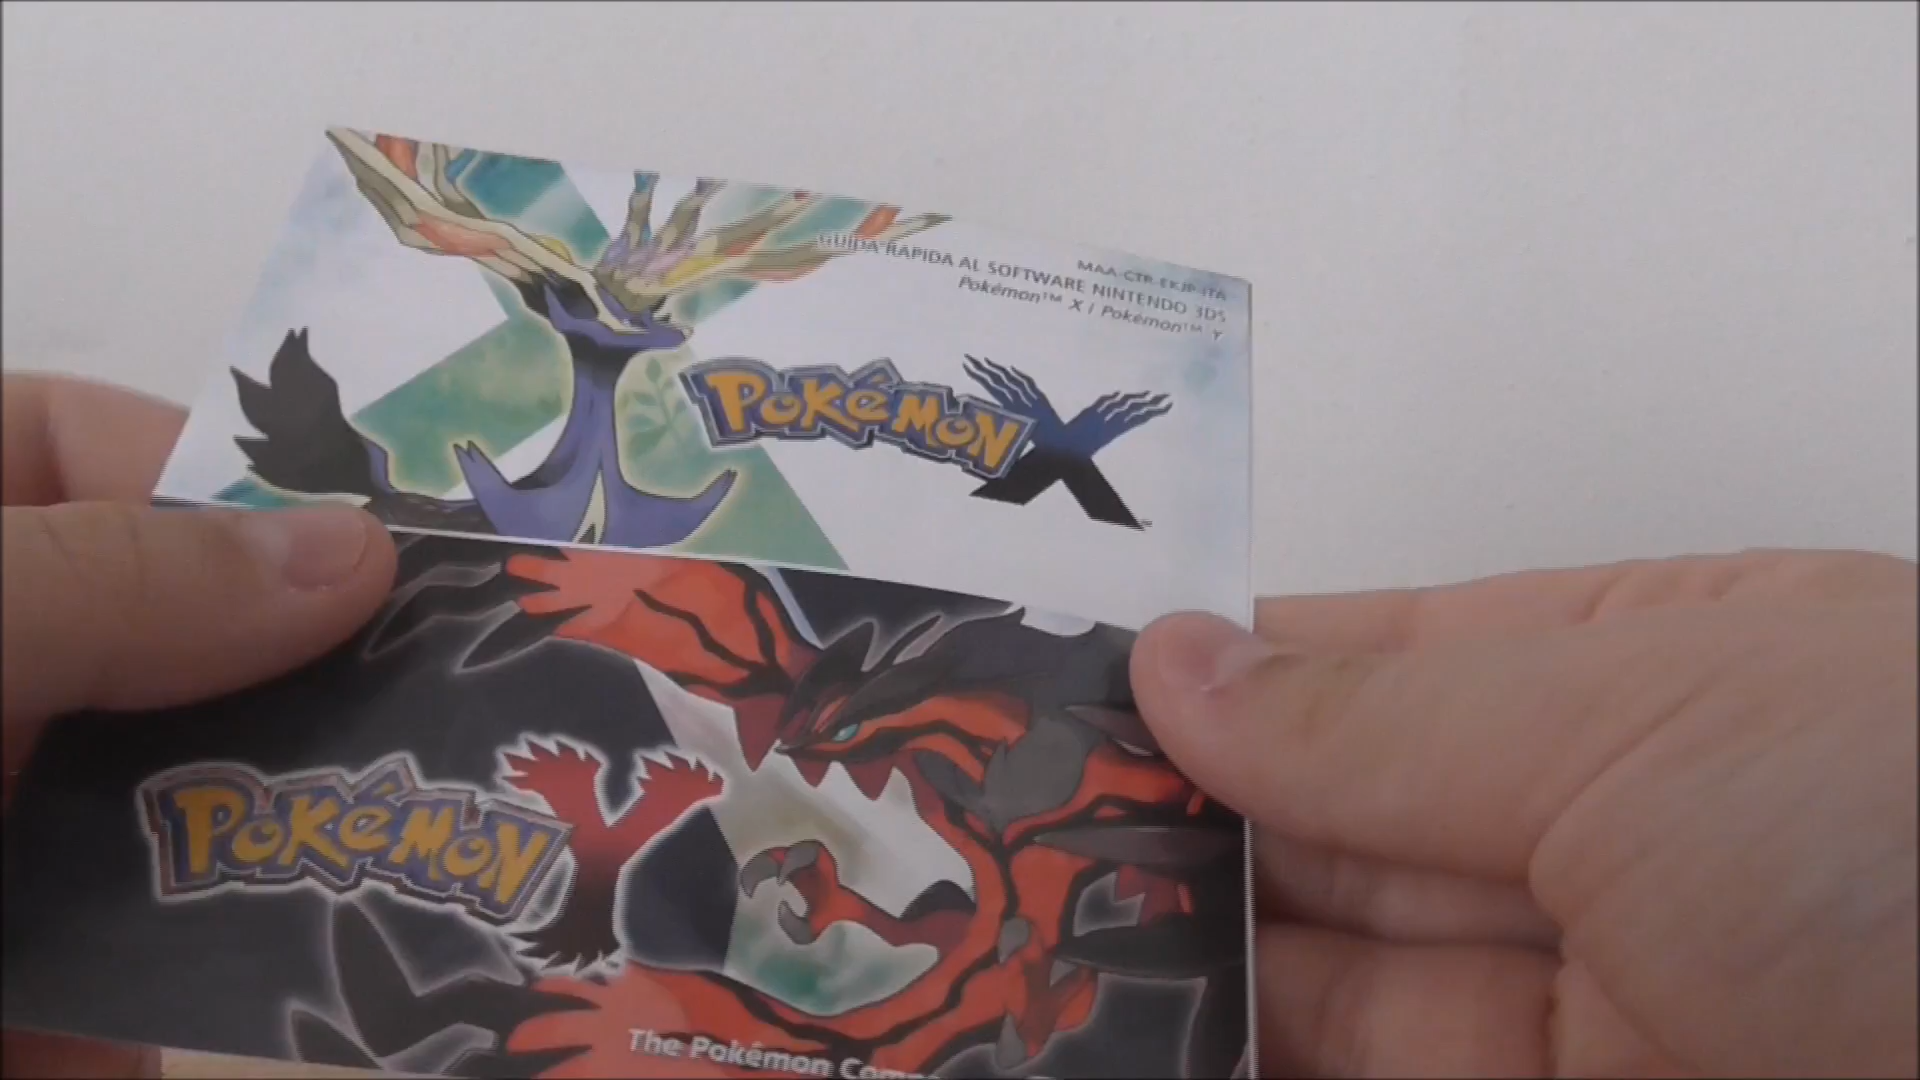 MAA-CTR-EKJP-ITA
GUIDA RAPIDA AL SOFTWARE NINTENDO 3DS
Pokémon™ X / Pokémon™ Y
POKéMON X
POKéMON Y
The Pokémon